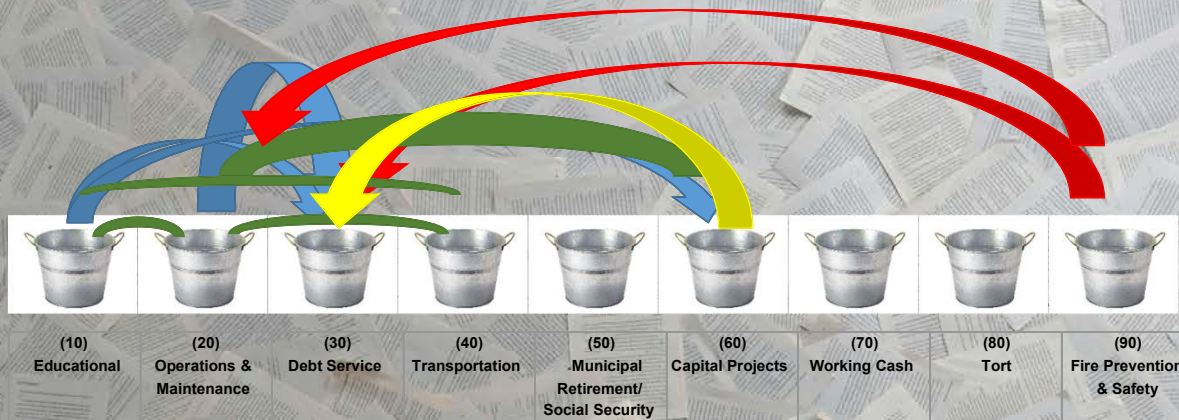 (10)
Educational
(20)
Operations &
Maintenance
(30)
Debt Service
(40)
Transportation
(50)
Municipal
Retirement/
Social Security
(60)
Capital Projects
(70)
Working Cash
(80)
Tort
(90)
Fire Prevention
& Safety